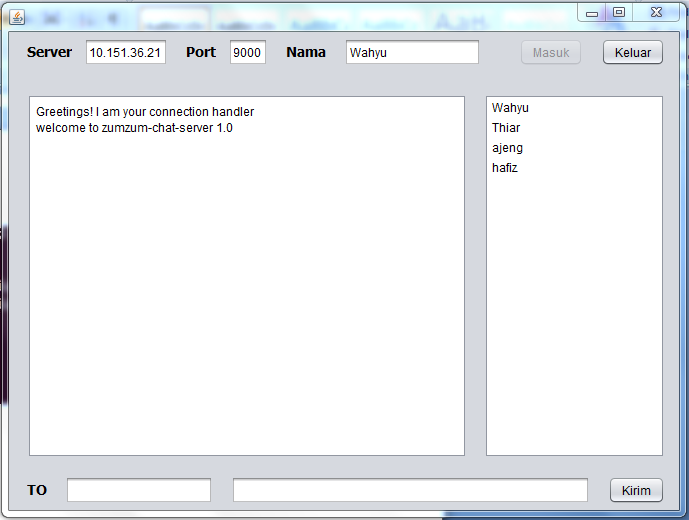 Server 10.151.36.21 Port 9000 Nama Wahyu Masuk Keluar
Greetings! I am your connection handler
welcome to zumzum-chat-server 1.0
Wahyu
Thiar
ajeng
hafiz
TO Kirim